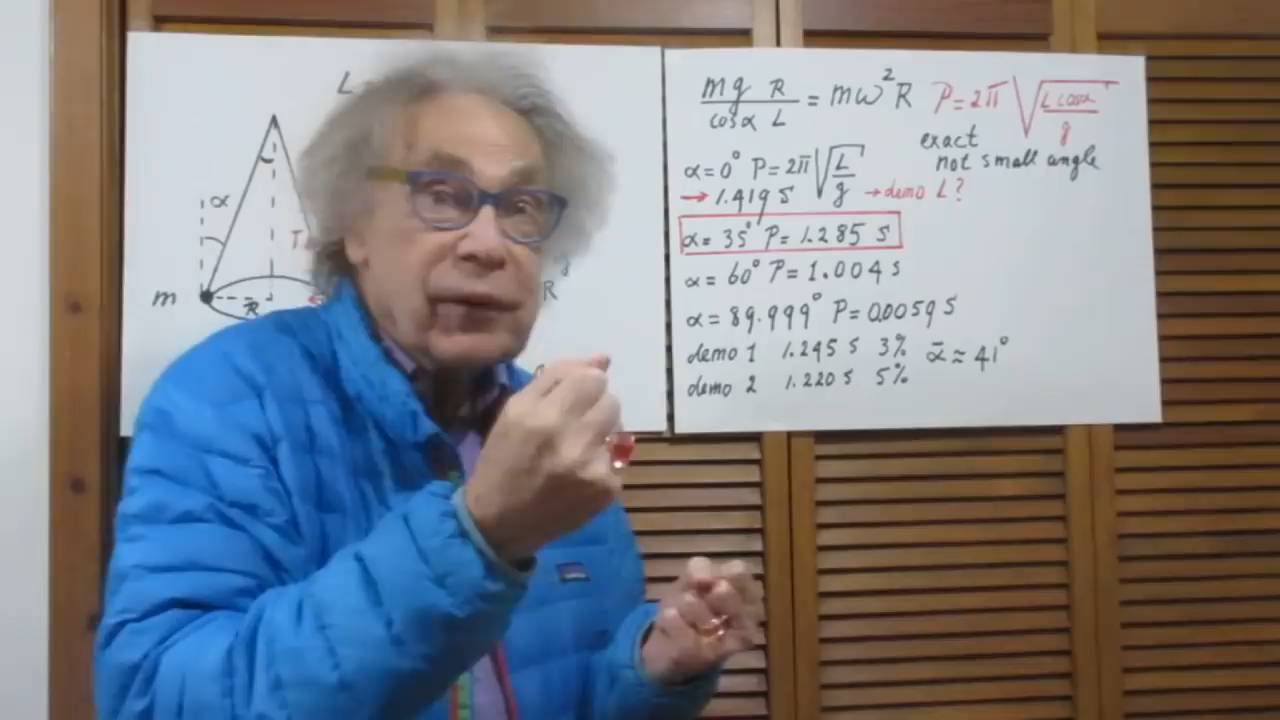 L
α
T
m
R
R
mg R / cosα L = mω²R P=2π√(L cosα / g)
exact
not small angle
α=0° P=2π√(L/g)
→ 1.419 s → demo L?
α=35° P=1.285 s
α=60° P=1.004 s
α=89.999° P=0.0059 s
demo 1 1.245 s 3% ᾱ≈41°
demo 2 1.220 s 5%